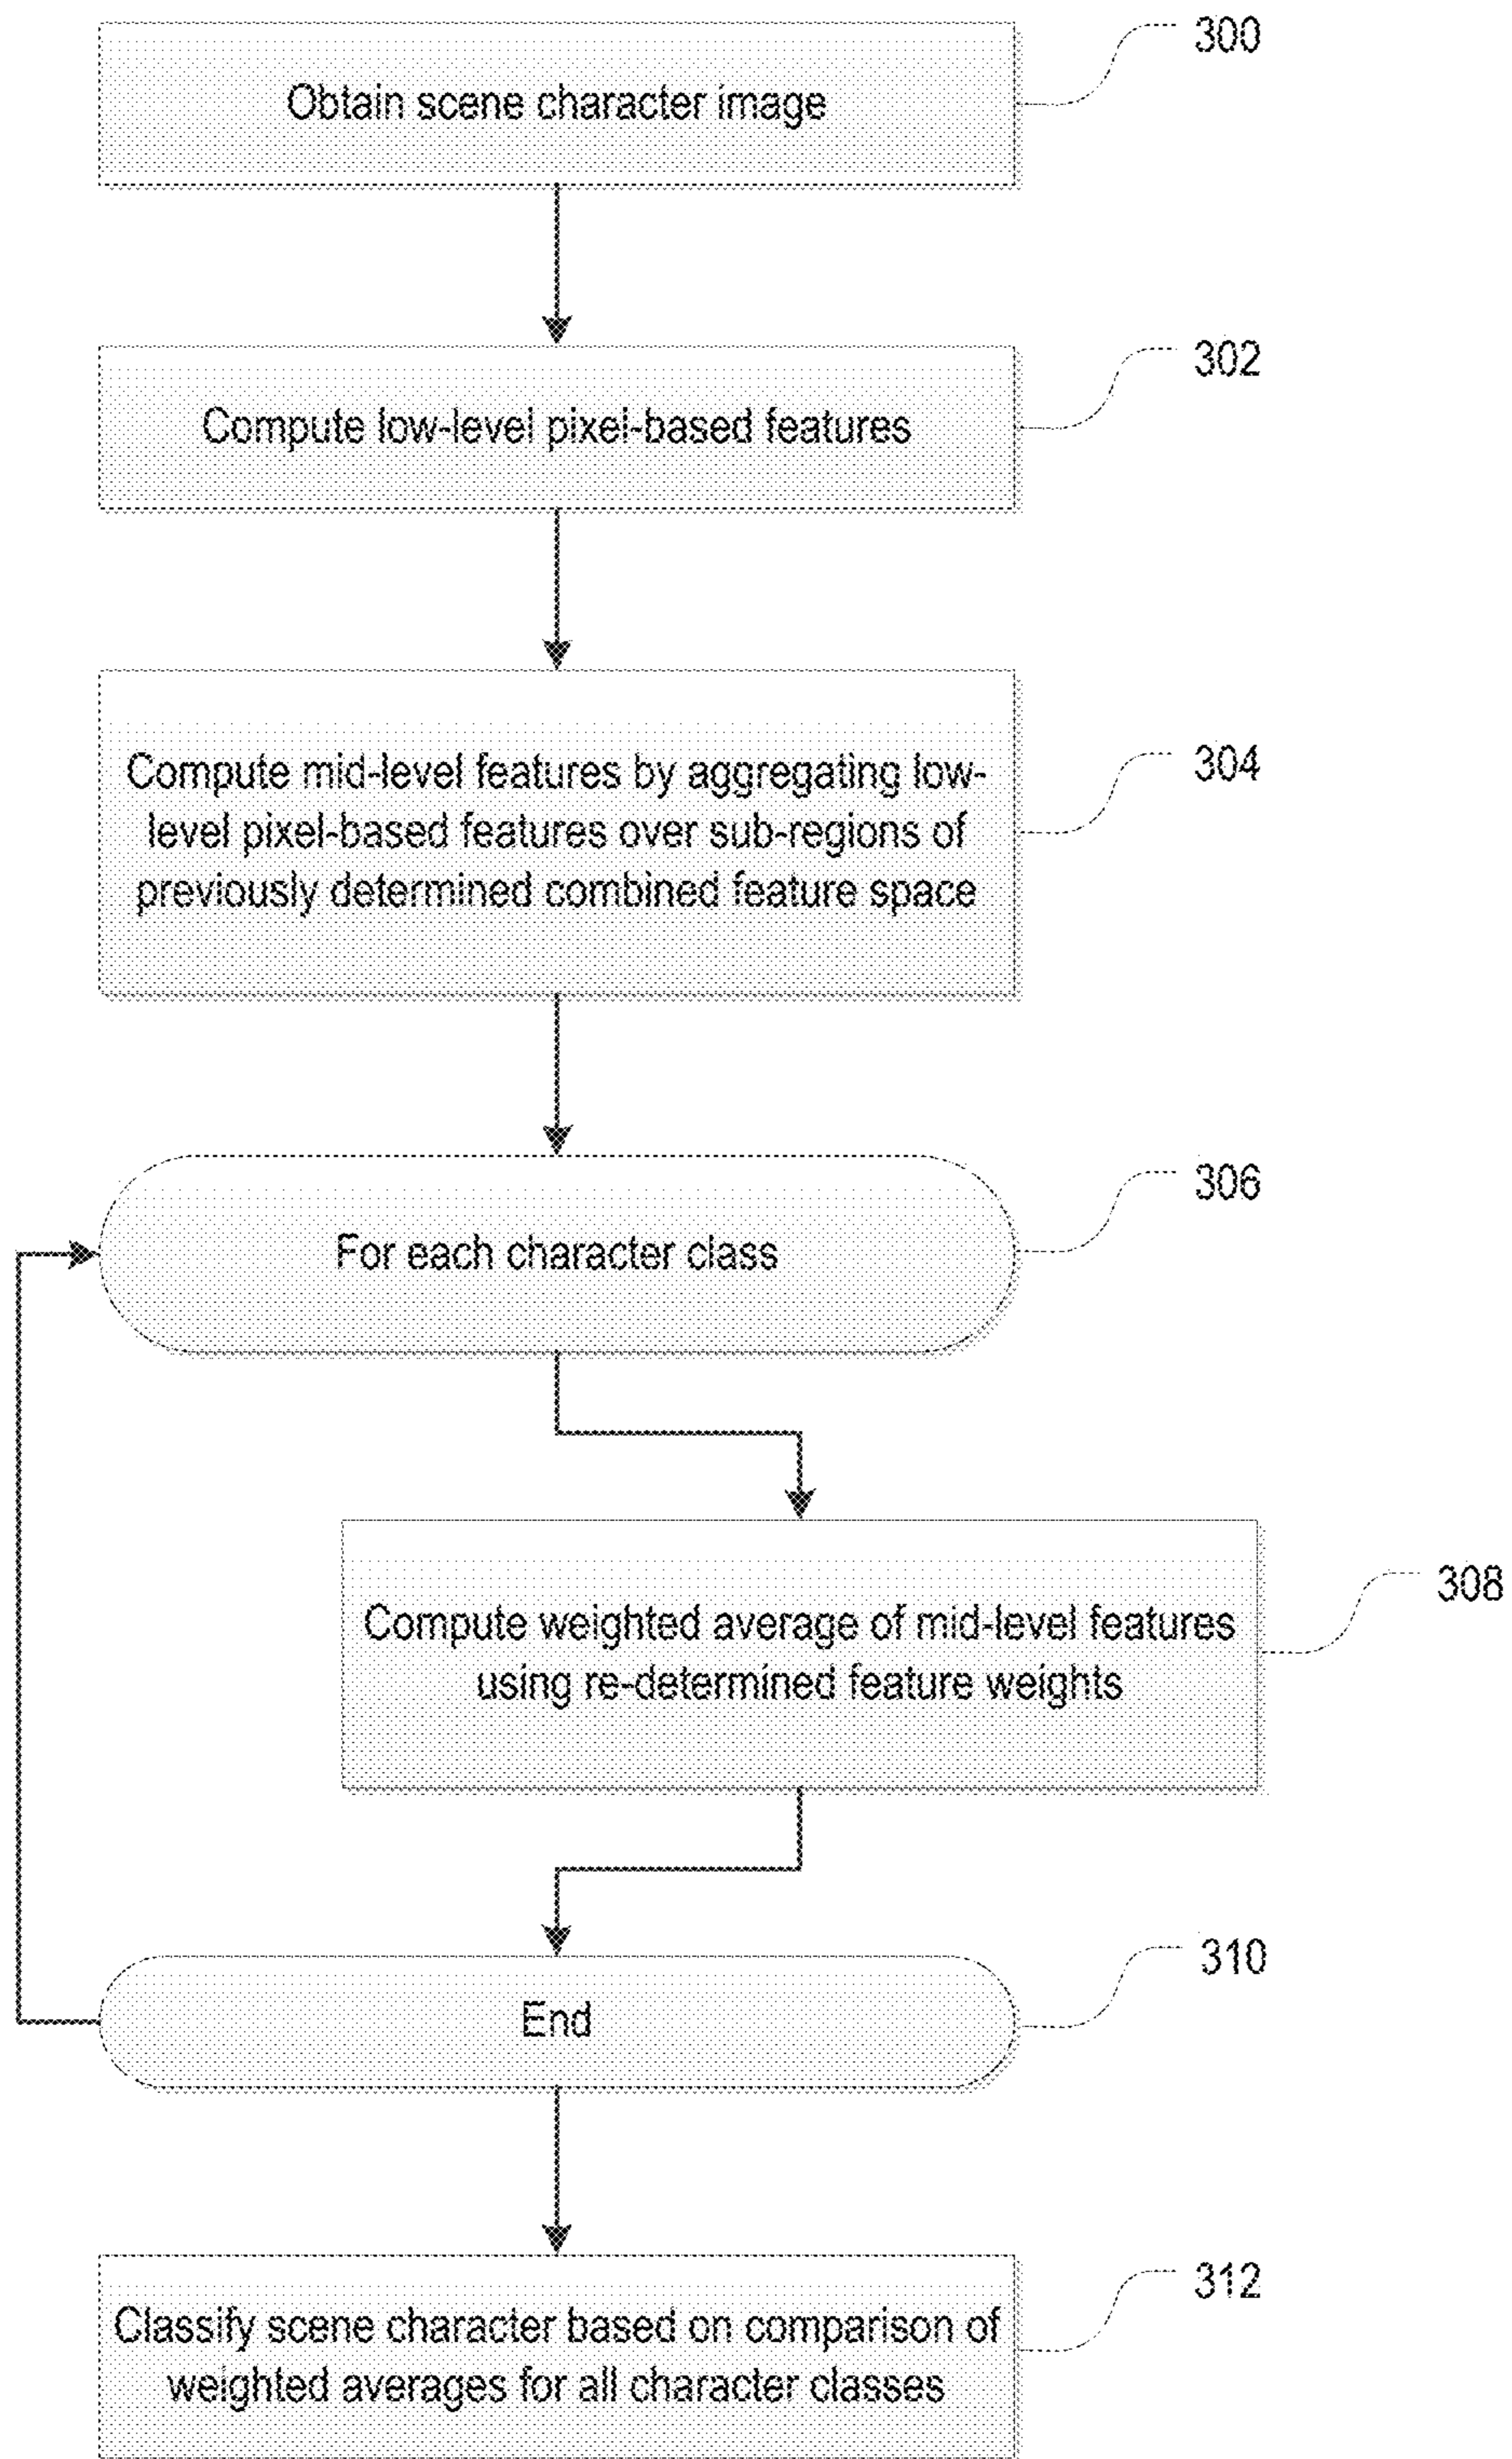 300
Obtain scene character image
302
Compute low-level pixel-based features
304
Compute mid-level features by aggregating low-
level pixel-based features over sub-regions of
previously determined combined feature space
306
For each character class
308
Compute weighted average of mid-level features
using re-determined feature weights
310
End
312
Classify scene character based on comparison of
weighted averages for all character classes